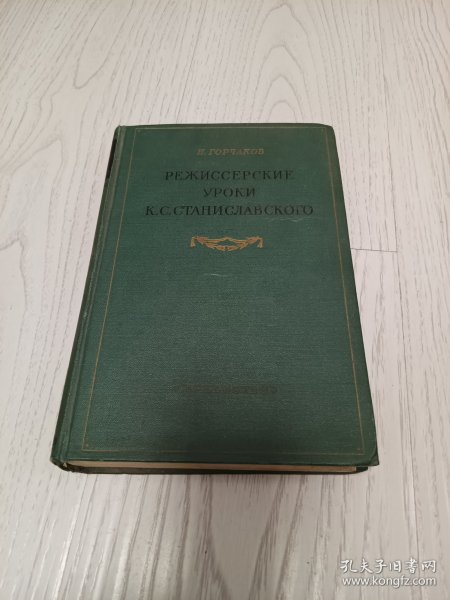 Н. ГОРЧАКОВ
РЕЖИССЕРСКИЕ
УРОКИ
К. С. СТАНИСЛАВСКОГО
孔夫子旧书网
www.kongfz.com